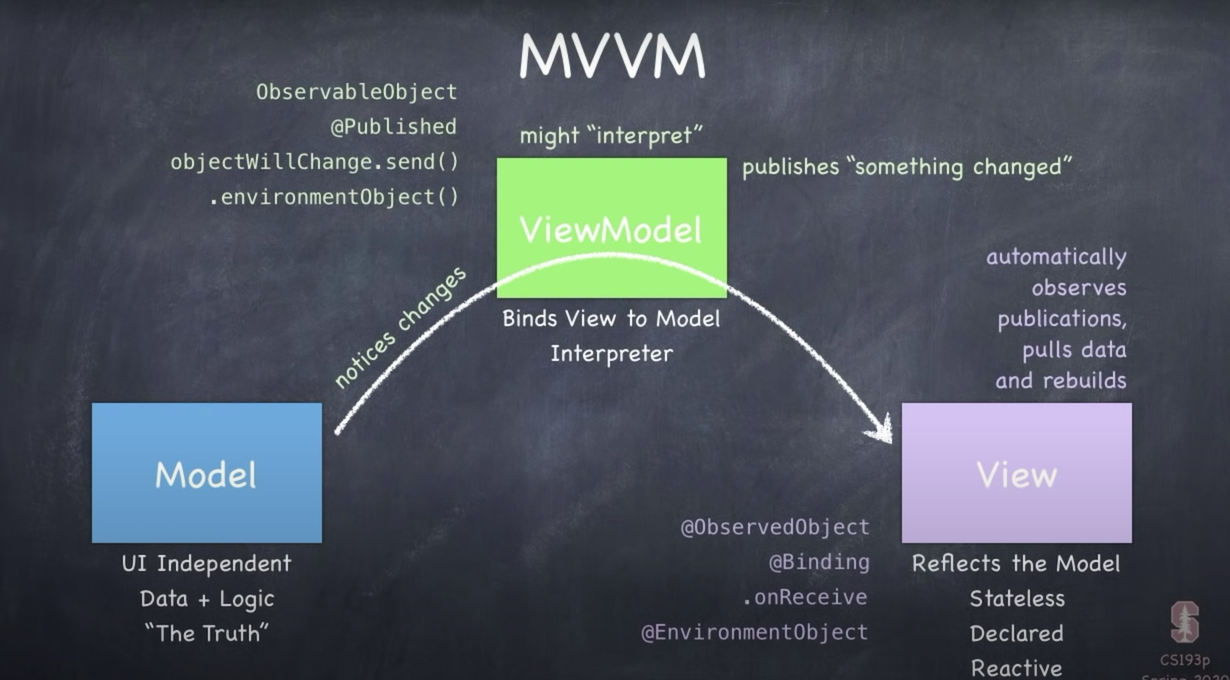 MVVM
ObservableObject
@Published
objectWillChange.send()
.environmentObject()
might “interpret”
publishes “something changed”
ViewModel
notices changes
Binds View to Model
Interpreter
automatically
observes
publications,
pulls data
and rebuilds
Model
View
UI Independent
Data + Logic
“The Truth”
@ObservedObject
@Binding
.onReceive
@EnvironmentObject
Reflects the Model
Stateless
Declared
Reactive
CS193p
Spring 2020